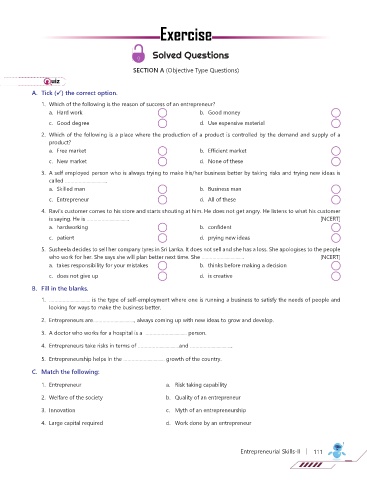 Exercise
Solved Questions
SECTION A (Objective Type Questions)
Quiz
A. Tick (✓) the correct option.
1. Which of the following is the reason of success of an entrepreneur?
a. Hard work b. Good money
c. Good degree d. Use expensive material
2. Which of the following is a place where the production of a product is controlled by the demand and supply of a
product?
a. Free market b. Efficient market
c. New market d. None of these
3. A self employed person who is always trying to make his/her business better by taking risks and trying new ideas is
called ..........................
a. Skilled man b. Business man
c. Entrepreneur d. All of these
4. Ravi's customer comes to his store and starts shouting at him. He does not get angry. He listens to what his customer
is saying. He is .......................... [NCERT]
a. hardworking b. confident
c. patient d. prying new ideas
5. Susheela decides to sell her company tyres in Sri Lanka. It does not sell and she has a loss. She apologises to the people
who work for her. She says she will plan better next time. She .......................... [NCERT]
a. takes responsibility for your mistakes b. thinks before making a decision
c. does not give up d. is creative
B. Fill in the blanks.
1. .......................... is the type of self-employment where one is running a business to satisfy the needs of people and
looking for ways to make the business better.
2. Entrepreneurs are .........................., always coming up with new ideas to grow and develop.
3. A doctor who works for a hospital is a .......................... person.
4. Entrepreneurs take risks in terms of ..........................and ..........................
5. Entrepreneurship helps in the .......................... growth of the country.
C. Match the following:
1. Entrepreneur a. Risk taking capability
2. Welfare of the society b. Quality of an entrepreneur
3. Innovation c. Myth of an entrepreneurship
4. Large capital required d. Work done by an entrepreneur
Entrepreneurial Skills-II | 111